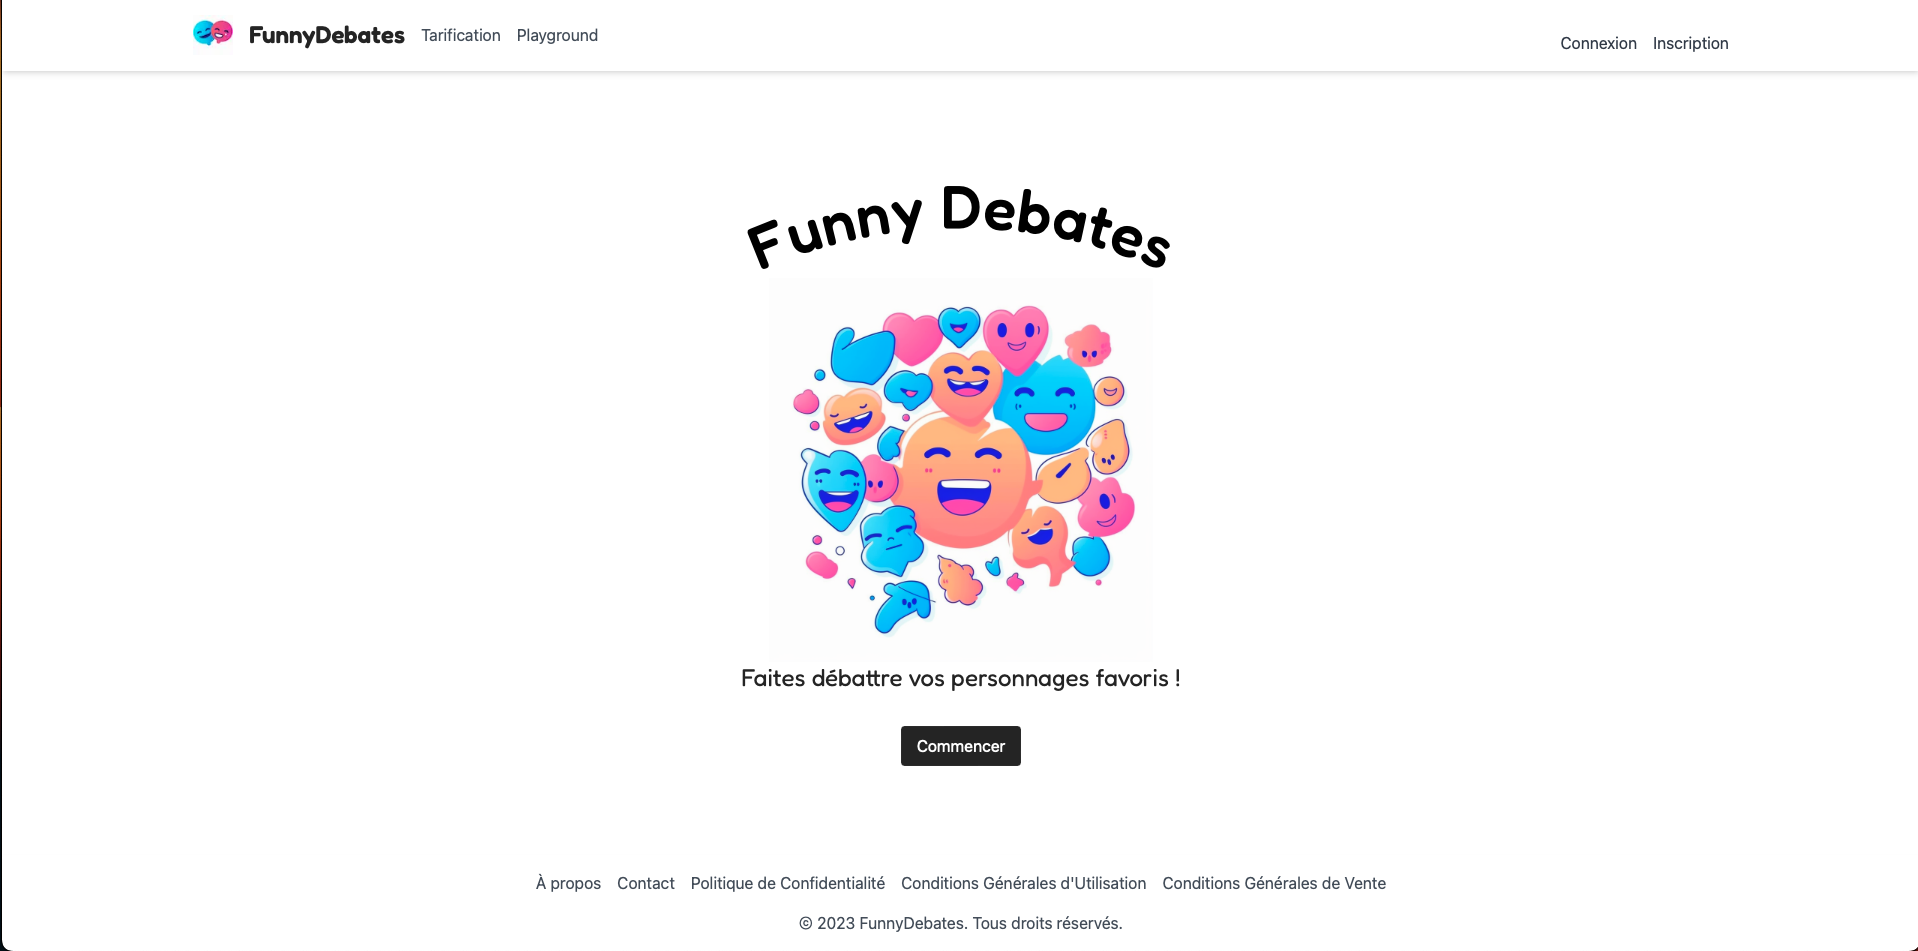 FunnyDebates Tarification Playground
Connexion Inscription
Funny Debates
Faites débattre vos personnages favoris !
Commencer
À propos Contact Politique de Confidentialité Conditions Générales d'Utilisation Conditions Générales de Vente
© 2023 FunnyDebates. Tous droits réservés.